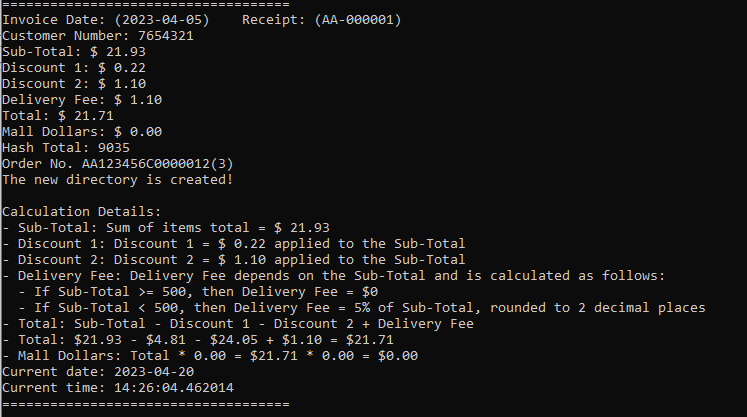 ====================================
Invoice Date: (2023-04-05)    Receipt: (AA-000001)
Customer Number: 7654321
Sub-Total: $ 21.93
Discount 1: $ 0.22
Discount 2: $ 1.10
Delivery Fee: $ 1.10
Total: $ 21.71
Mall Dollars: $ 0.00
Hash Total: 9035
Order No. AA123456C0000012(3)
The new directory is created!

Calculation Details:
- Sub-Total: Sum of items total = $ 21.93
- Discount 1: Discount 1 = $ 0.22 applied to the Sub-Total
- Discount 2: Discount 2 = $ 1.10 applied to the Sub-Total
- Delivery Fee: Delivery Fee depends on the Sub-Total and is calculated as follows:
  - If Sub-Total >= 500, then Delivery Fee = $0
  - If Sub-Total < 500, then Delivery Fee = 5% of Sub-Total, rounded to 2 decimal places
- Total: Sub-Total - Discount 1 - Discount 2 + Delivery Fee
- Total: $21.93 - $4.81 - $24.05 + $1.10 = $21.71
- Mall Dollars: Total * 0.00 = $21.71 * 0.00 = $0.00
Current date: 2023-04-20
Current time: 14:26:04.462014
====================================